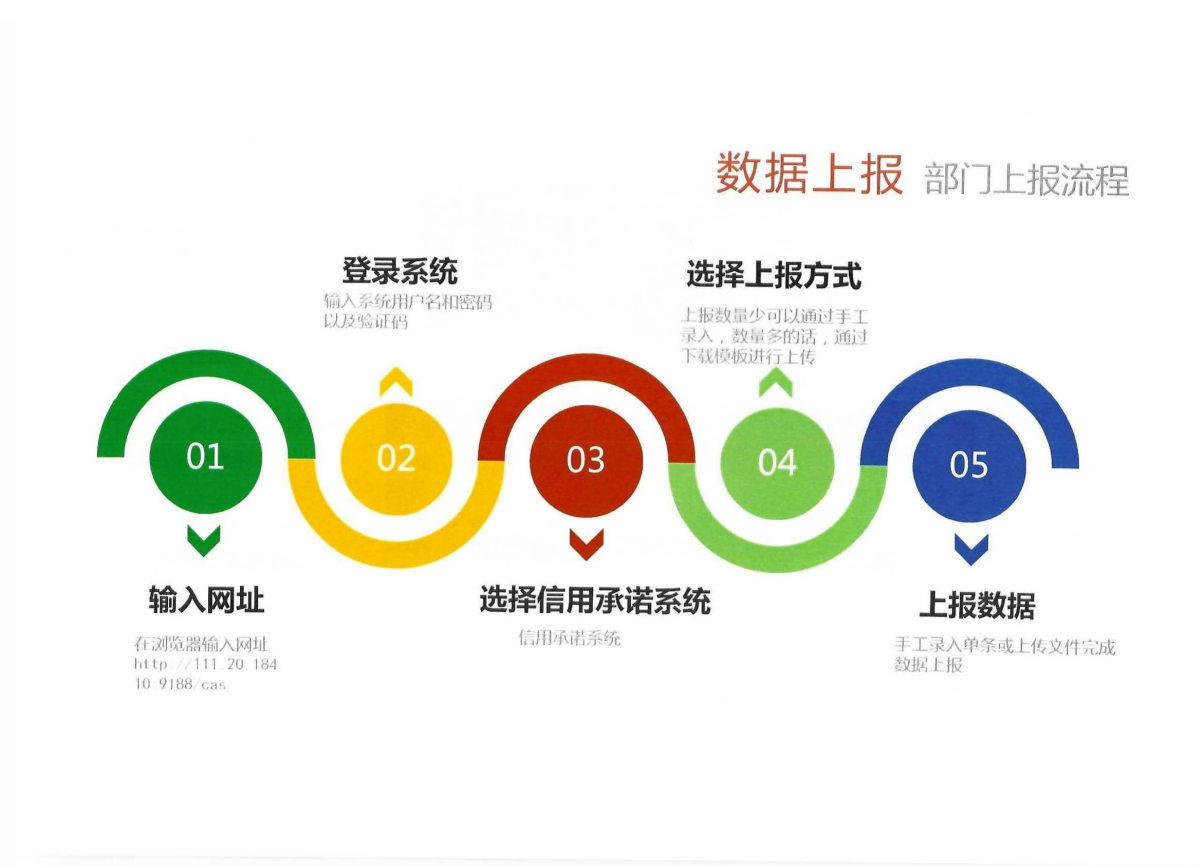 数据上报 部门上报流程
登录系统
输入系统用户名和密码
以及验证码
选择上报方式
上报数量少可以通过手工
录入，数量多的话，通过
下载模板进行上传
01
02
03
04
05
输入网址
在浏览器输入网址
http://111.20.184.
10:9188/cas
选择信用承诺系统
信用承诺系统
上报数据
手工录入单条或上传文件完成
数据上报